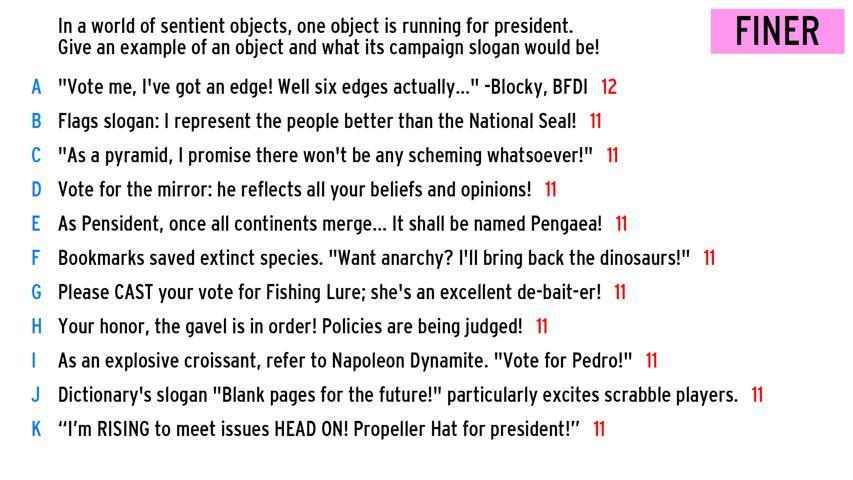 In a world of sentient objects, one object is running for president.
Give an example of an object and what its campaign slogan would be!
FINER
A "Vote me, I've got an edge! Well six edges actually..." -Blocky, BFDI 12
B Flags slogan: I represent the people better than the National Seal! 11
C "As a pyramid, I promise there won't be any scheming whatsoever!" 11
D Vote for the mirror: he reflects all your beliefs and opinions! 11
E As Pensident, once all continents merge... It shall be named Pengaea! 11
F Bookmarks saved extinct species. "Want anarchy? I'll bring back the dinosaurs!" 11
G Please CAST your vote for Fishing Lure; she's an excellent de-bait-er! 11
H Your honor, the gavel is in order! Policies are being judged! 11
I As an explosive croissant, refer to Napoleon Dynamite. "Vote for Pedro!" 11
J Dictionary's slogan "Blank pages for the future!" particularly excites scrabble players. 11
K “I’m RISING to meet issues HEAD ON! Propeller Hat for president!” 11